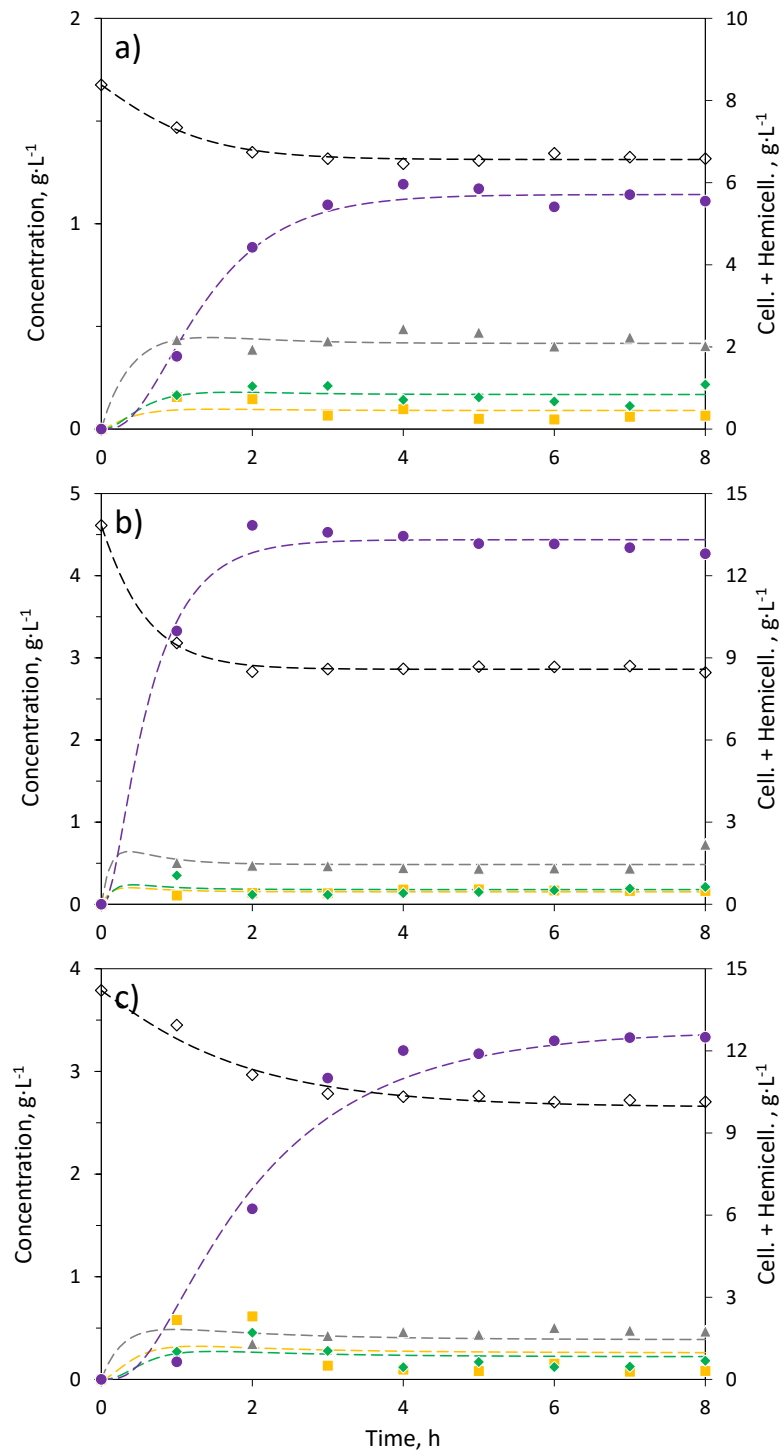 a)
Concentration, g·L⁻¹
2
1
0
Cell. + Hemicell., g·L⁻¹
10
8
6
4
2
0
0 2 4 6 8
b)
Concentration, g·L⁻¹
5
4
3
2
1
0
Cell. + Hemicell., g·L⁻¹
15
12
9
6
3
0
0 2 4 6 8
c)
Concentration, g·L⁻¹
4
3
2
1
0
Cell. + Hemicell., g·L⁻¹
15
12
9
6
3
0
0 2 4 6 8
Time, h